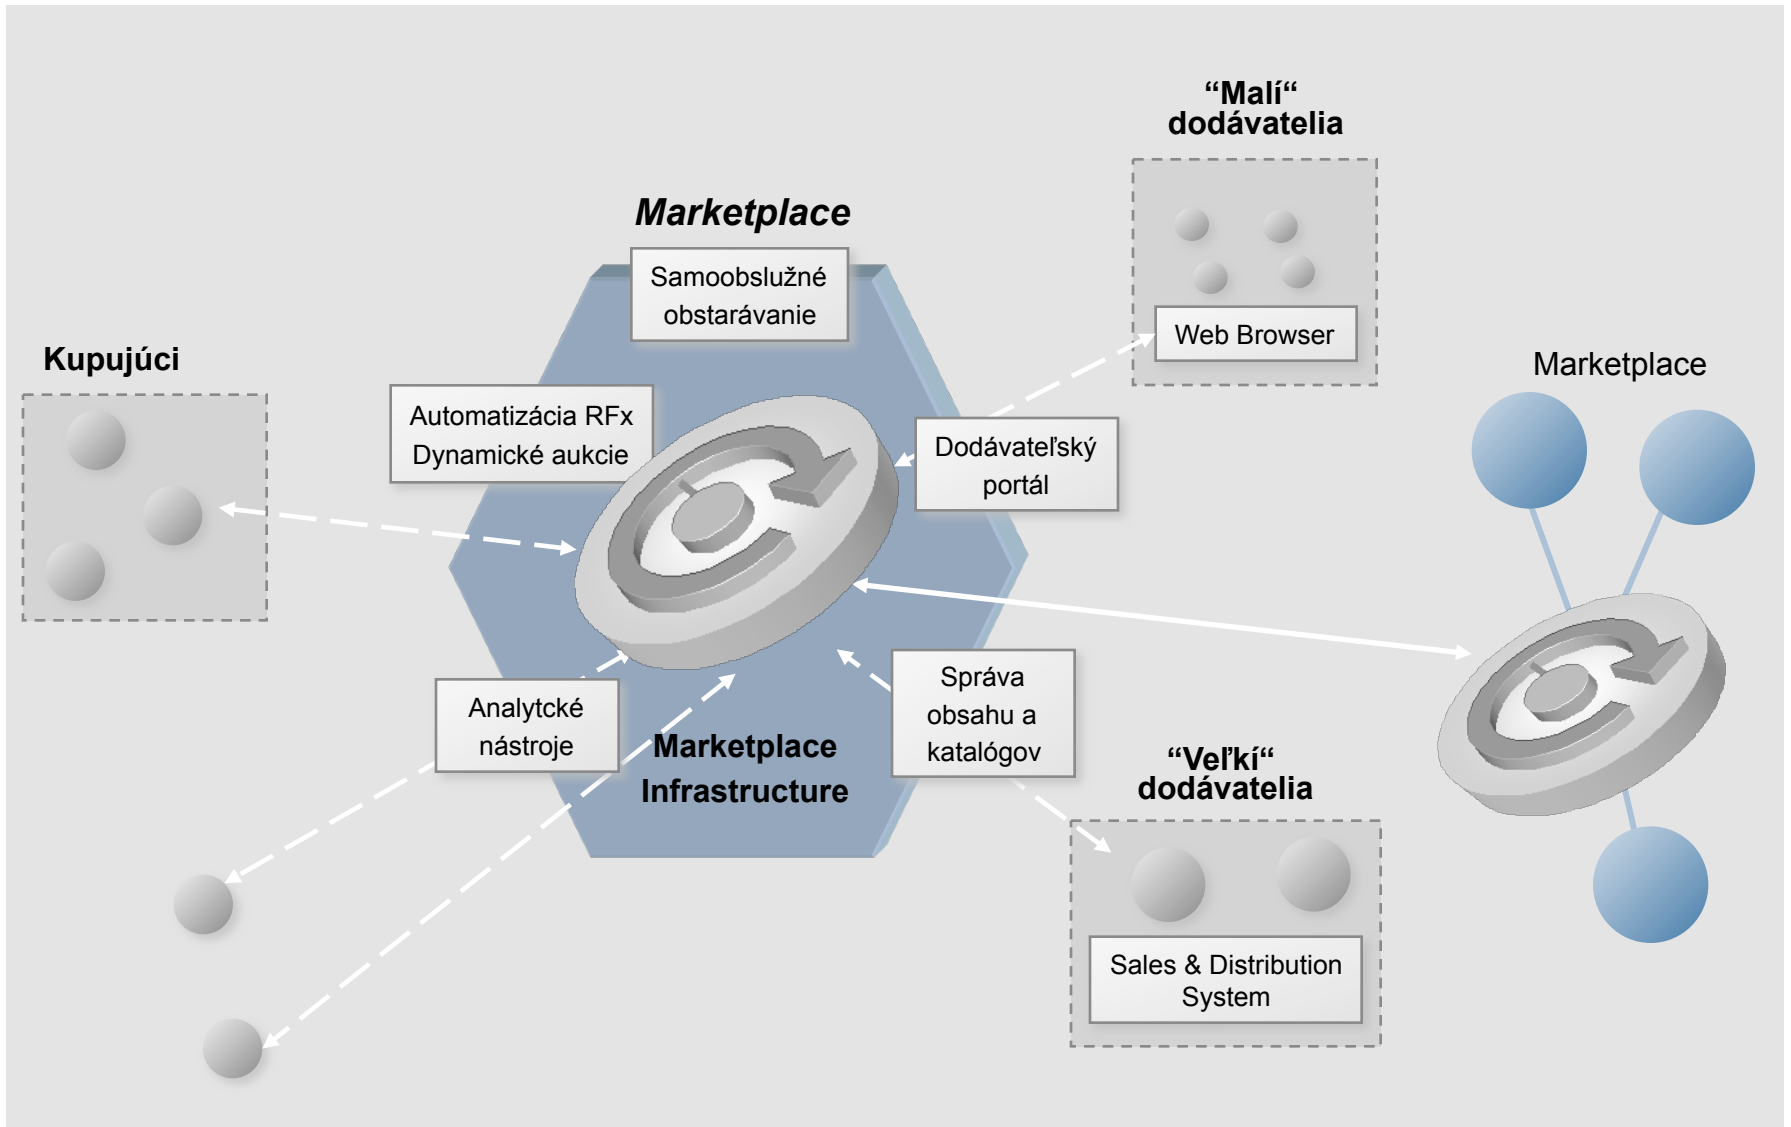 “Malí“
dodávatelia
Marketplace
Samoobslužné
obstarávanie
Web Browser
Kupujúci
Marketplace
Automatizácia RFx
Dynamické aukcie
Dodávateľský
portál
Analytcké
nástroje
Správa
obsahu a
katalógov
Marketplace
Infrastructure
“Veľkí“
dodávatelia
Sales & Distribution
System